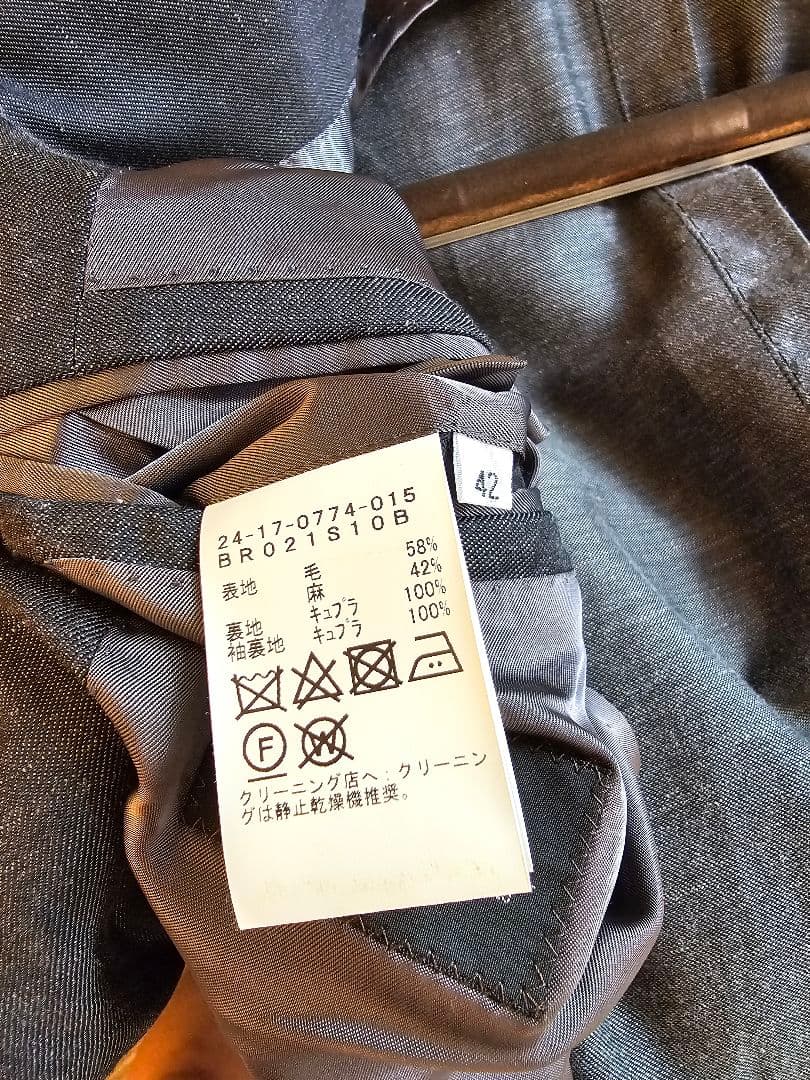 42
24-17-0774-015
BR021S10B
表地 毛 58%
麻 42%
裏地 キュプラ 100%
袖裏地 キュプラ 100%
F W
クリーニング店へ:クリーニン
グは静止乾燥機推奨。